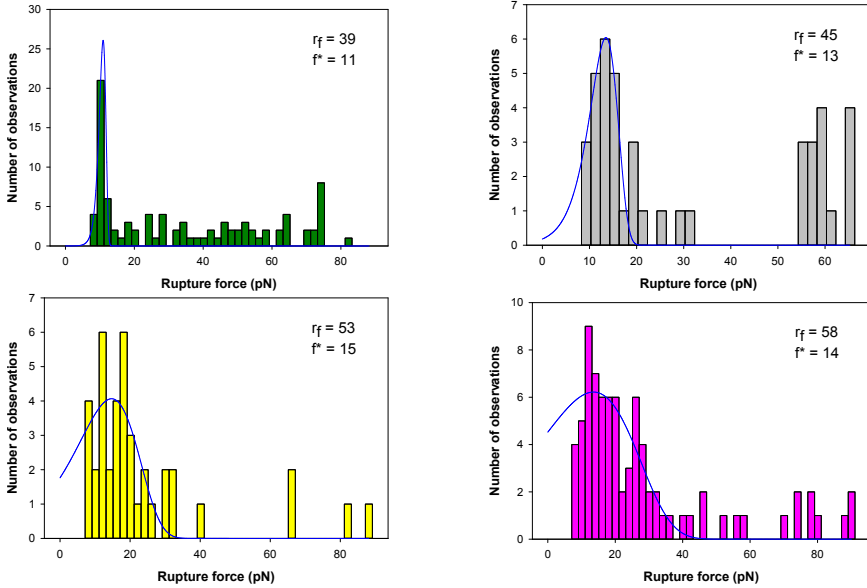 30
25
20
15
10
5
0
Number of observations
r_f = 39
f* = 11
0 20 40 60 80
Rupture force (pN)
7
6
5
4
3
2
1
0
Number of observations
r_f = 45
f* = 13
0 10 20 30 40 50 60
Rupture force (pN)
7
6
5
4
3
2
1
0
Number of observations
r_f = 53
f* = 15
0 20 40 60 80
Rupture force (pN)
10
8
6
4
2
0
Number of observations
r_f = 58
f* = 14
0 20 40 60 80
Rupture force (pN)